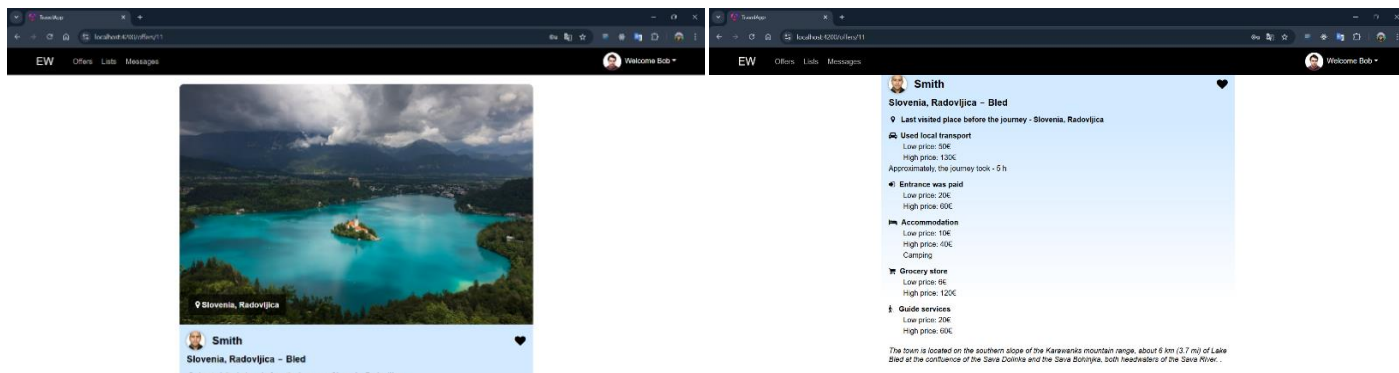 TravelApp
localhost:4200/offers/11
EW Offers Lists Messages Welcome Bob
Slovenia, Radovljica
Smith
Slovenia, Radovljica – Bled
TravelApp
localhost:4200/offers/11
EW Offers Lists Messages Welcome Bob
Smith
Slovenia, Radovljica – Bled
Last visited place before the journey - Slovenia, Radovljica
Used local transport
Low price: 50€
High price: 130€
Approximately, the journey took - 5 h
Entrance was paid
Low price: 20€
High price: 60€
Accommodation
Low price: 10€
High price: 40€
Camping
Grocery store
Low price: 6€
High price: 120€
Guide services
Low price: 20€
High price: 60€
The town is located on the southern slope of the Karawanks mountain range, about 6 km (3.7 mi) of Lake
Bled at the confluence of the Sava Dolinka and the Sava Bohinjka, both headwaters of the Sava River. .